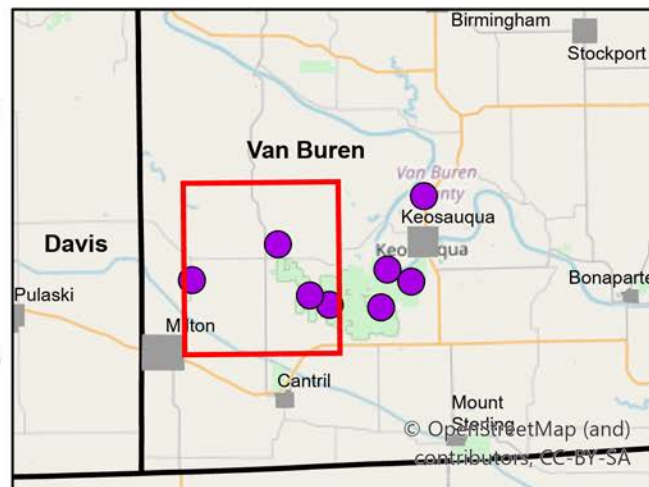 Birmingham
Stockport
Van Buren
Van Buren
County
Keosauqua
Keosauqua
Davis
Bonaparte
Pulaski
Milton
Cantril
Mount
Sterling
© OpenStreetMap (and)
contributors, CC-BY-SA